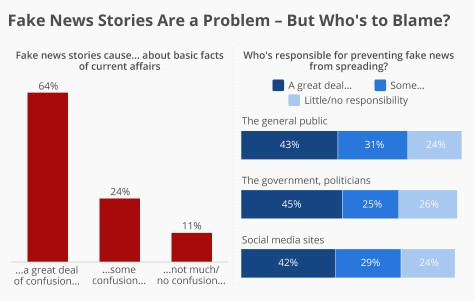 Fake News Stories Are a Problem – But Who's to Blame?
Fake news stories cause... about basic facts
of current affairs
64%
24%
11%
...a great deal
of confusion...
...some
confusion...
...not much/
no confusion...
Who's responsible for preventing fake news
from spreading?
A great deal...
Some...
Little/no responsibility
The general public
43%
31%
24%
The government, politicians
45%
25%
26%
Social media sites
42%
29%
24%